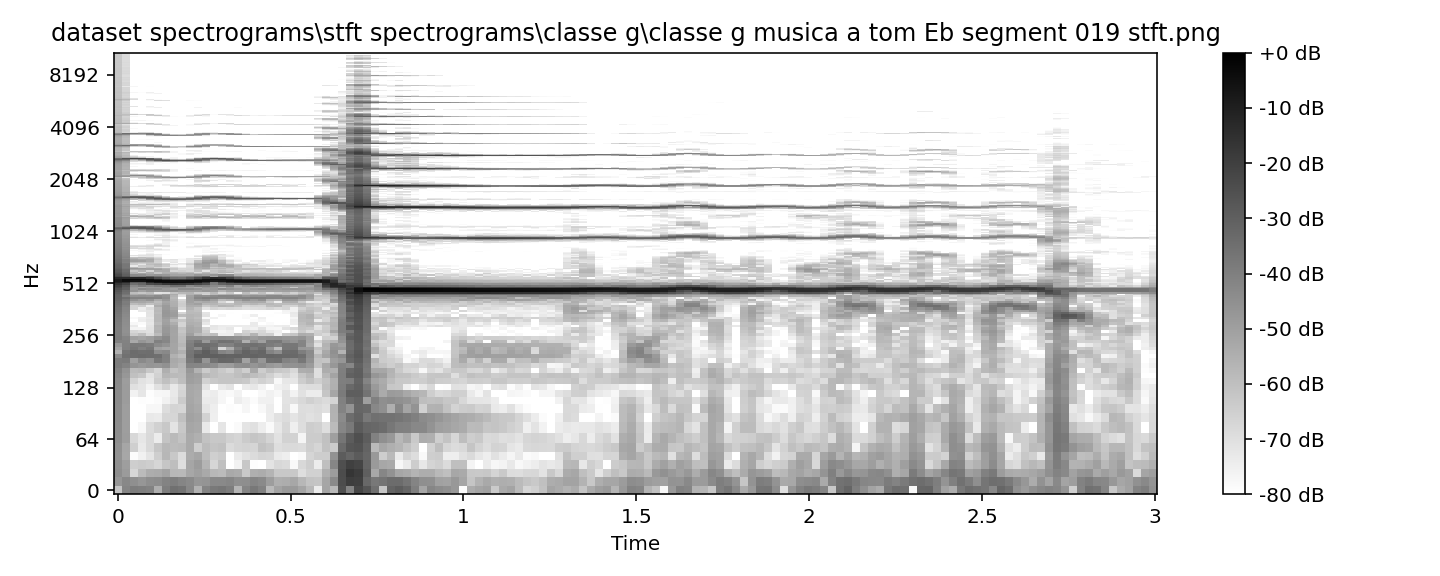 dataset spectrograms\stft spectrograms\classe g\classe g musica a tom Eb segment 019 stft.png
8192
4096
2048
1024
512
256
128
64
0
Hz
0
0.5
1
1.5
2
2.5
3
Time
+0 dB
-10 dB
-20 dB
-30 dB
-40 dB
-50 dB
-60 dB
-70 dB
-80 dB